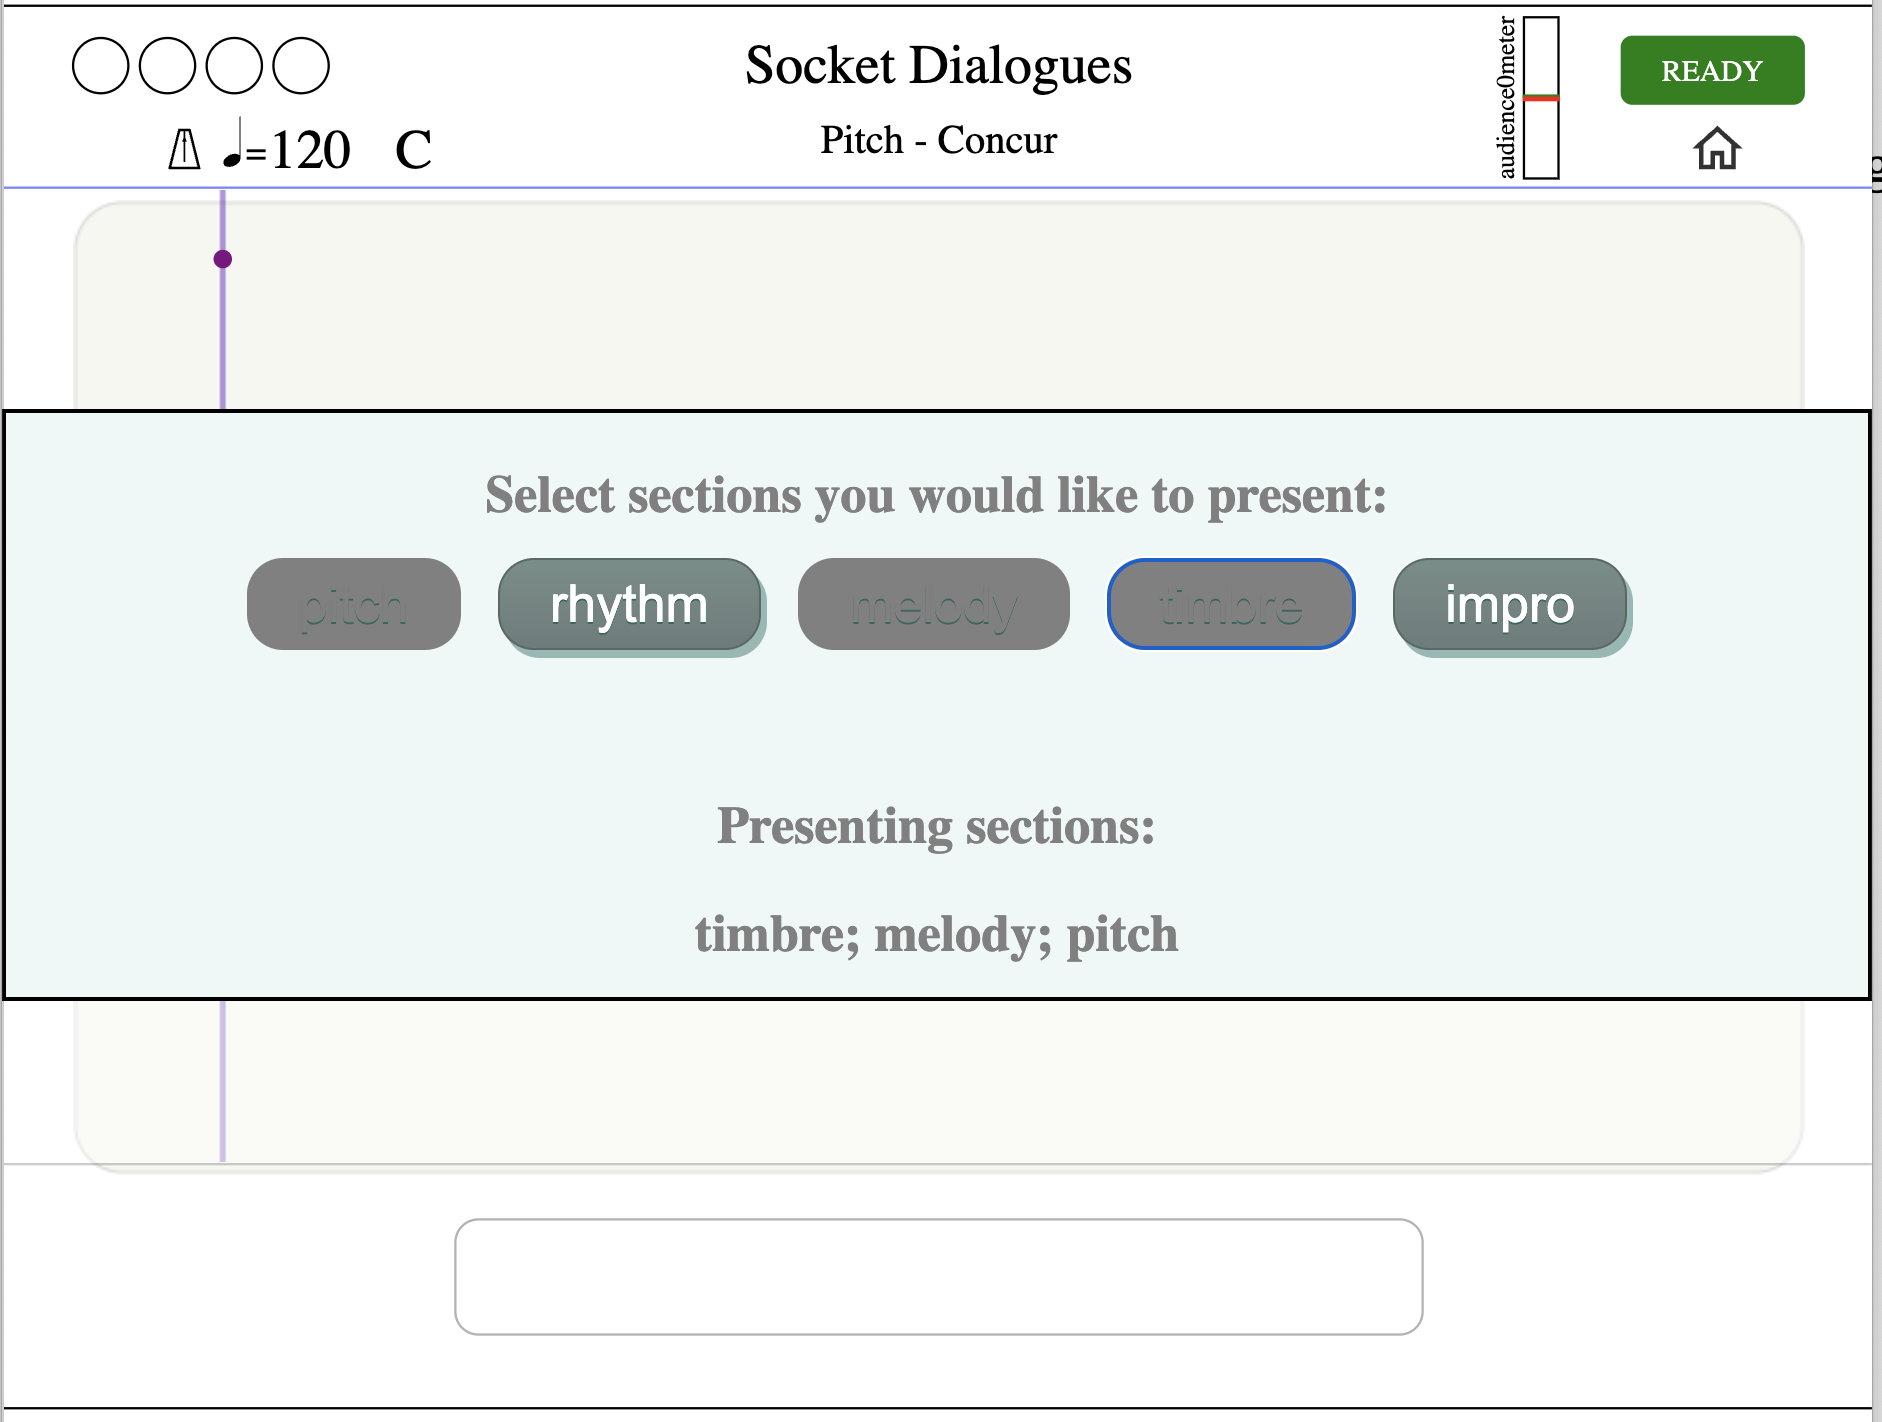 Socket Dialogues
Pitch - Concur
=120 C
audience0meter
READY
Select sections you would like to present:
pitch rhythm melody timbre impro
Presenting sections:
timbre; melody; pitch